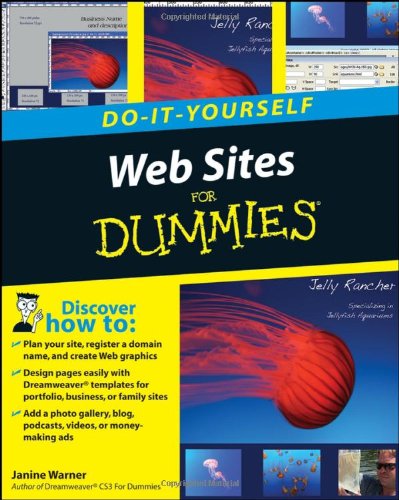 Copyrighted Material
Business Name
and description
Jelly Rancher
DO-IT-YOURSELF
Web Sites
FOR
DUMMIES®
Jelly Rancher
Specializing in
Jellyfish Aquariums
Discover
how to:
Plan your site, register a domain
name, and create Web graphics
Design pages easily with
Dreamweaver® templates for
portfolio, business, or family sites
Add a photo gallery, blog,
podcasts, videos, or money-
making ads
Janine Warner
Author of Dreamweaver® CS3 For Dummies